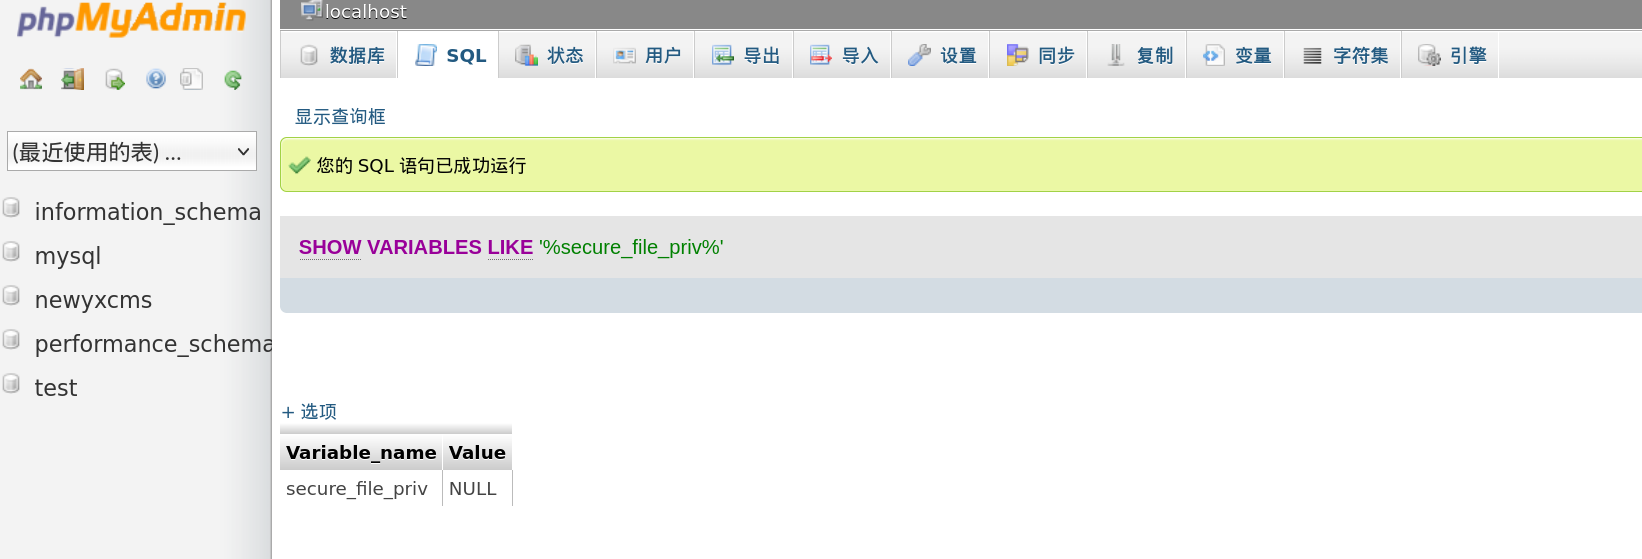 phpMyAdmin
(最近使用的表) ...
information_schema
mysql
newyxcms
performance_schema
test
localhost
数据库 SQL 状态 用户 导出 导入 设置 同步 复制 变量 字符集 引擎
显示查询框
您的 SQL 语句已成功运行
SHOW VARIABLES LIKE '%secure_file_priv%'
+ 选项
Variable_name Value
secure_file_priv NULL